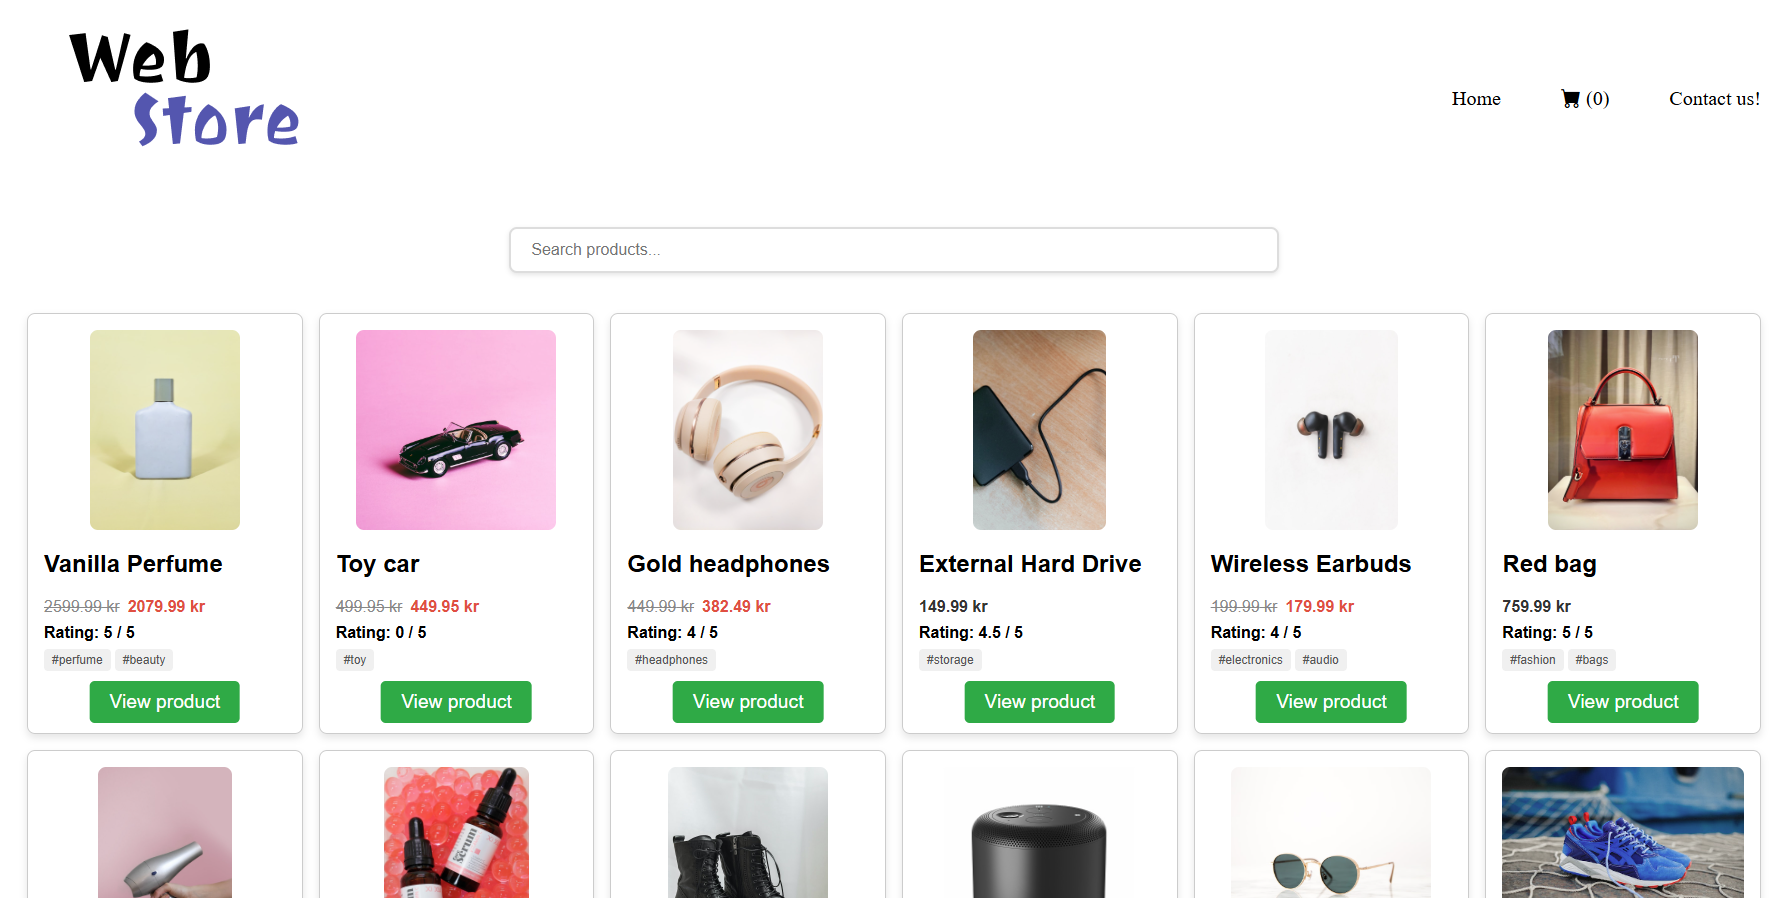 Web
Store
Home
(0)
Contact us!
Search products...
Vanilla Perfume
2599.99 kr 2079.99 kr
Rating: 5 / 5
#perfume #beauty
View product
Toy car
499.95 kr 449.95 kr
Rating: 0 / 5
#toy
View product
Gold headphones
449.99 kr 382.49 kr
Rating: 4 / 5
#headphones
View product
External Hard Drive
149.99 kr
Rating: 4.5 / 5
#storage
View product
Wireless Earbuds
199.99 kr 179.99 kr
Rating: 4 / 5
#electronics #audio
View product
Red bag
759.99 kr
Rating: 5 / 5
#fashion #bags
View product
serum